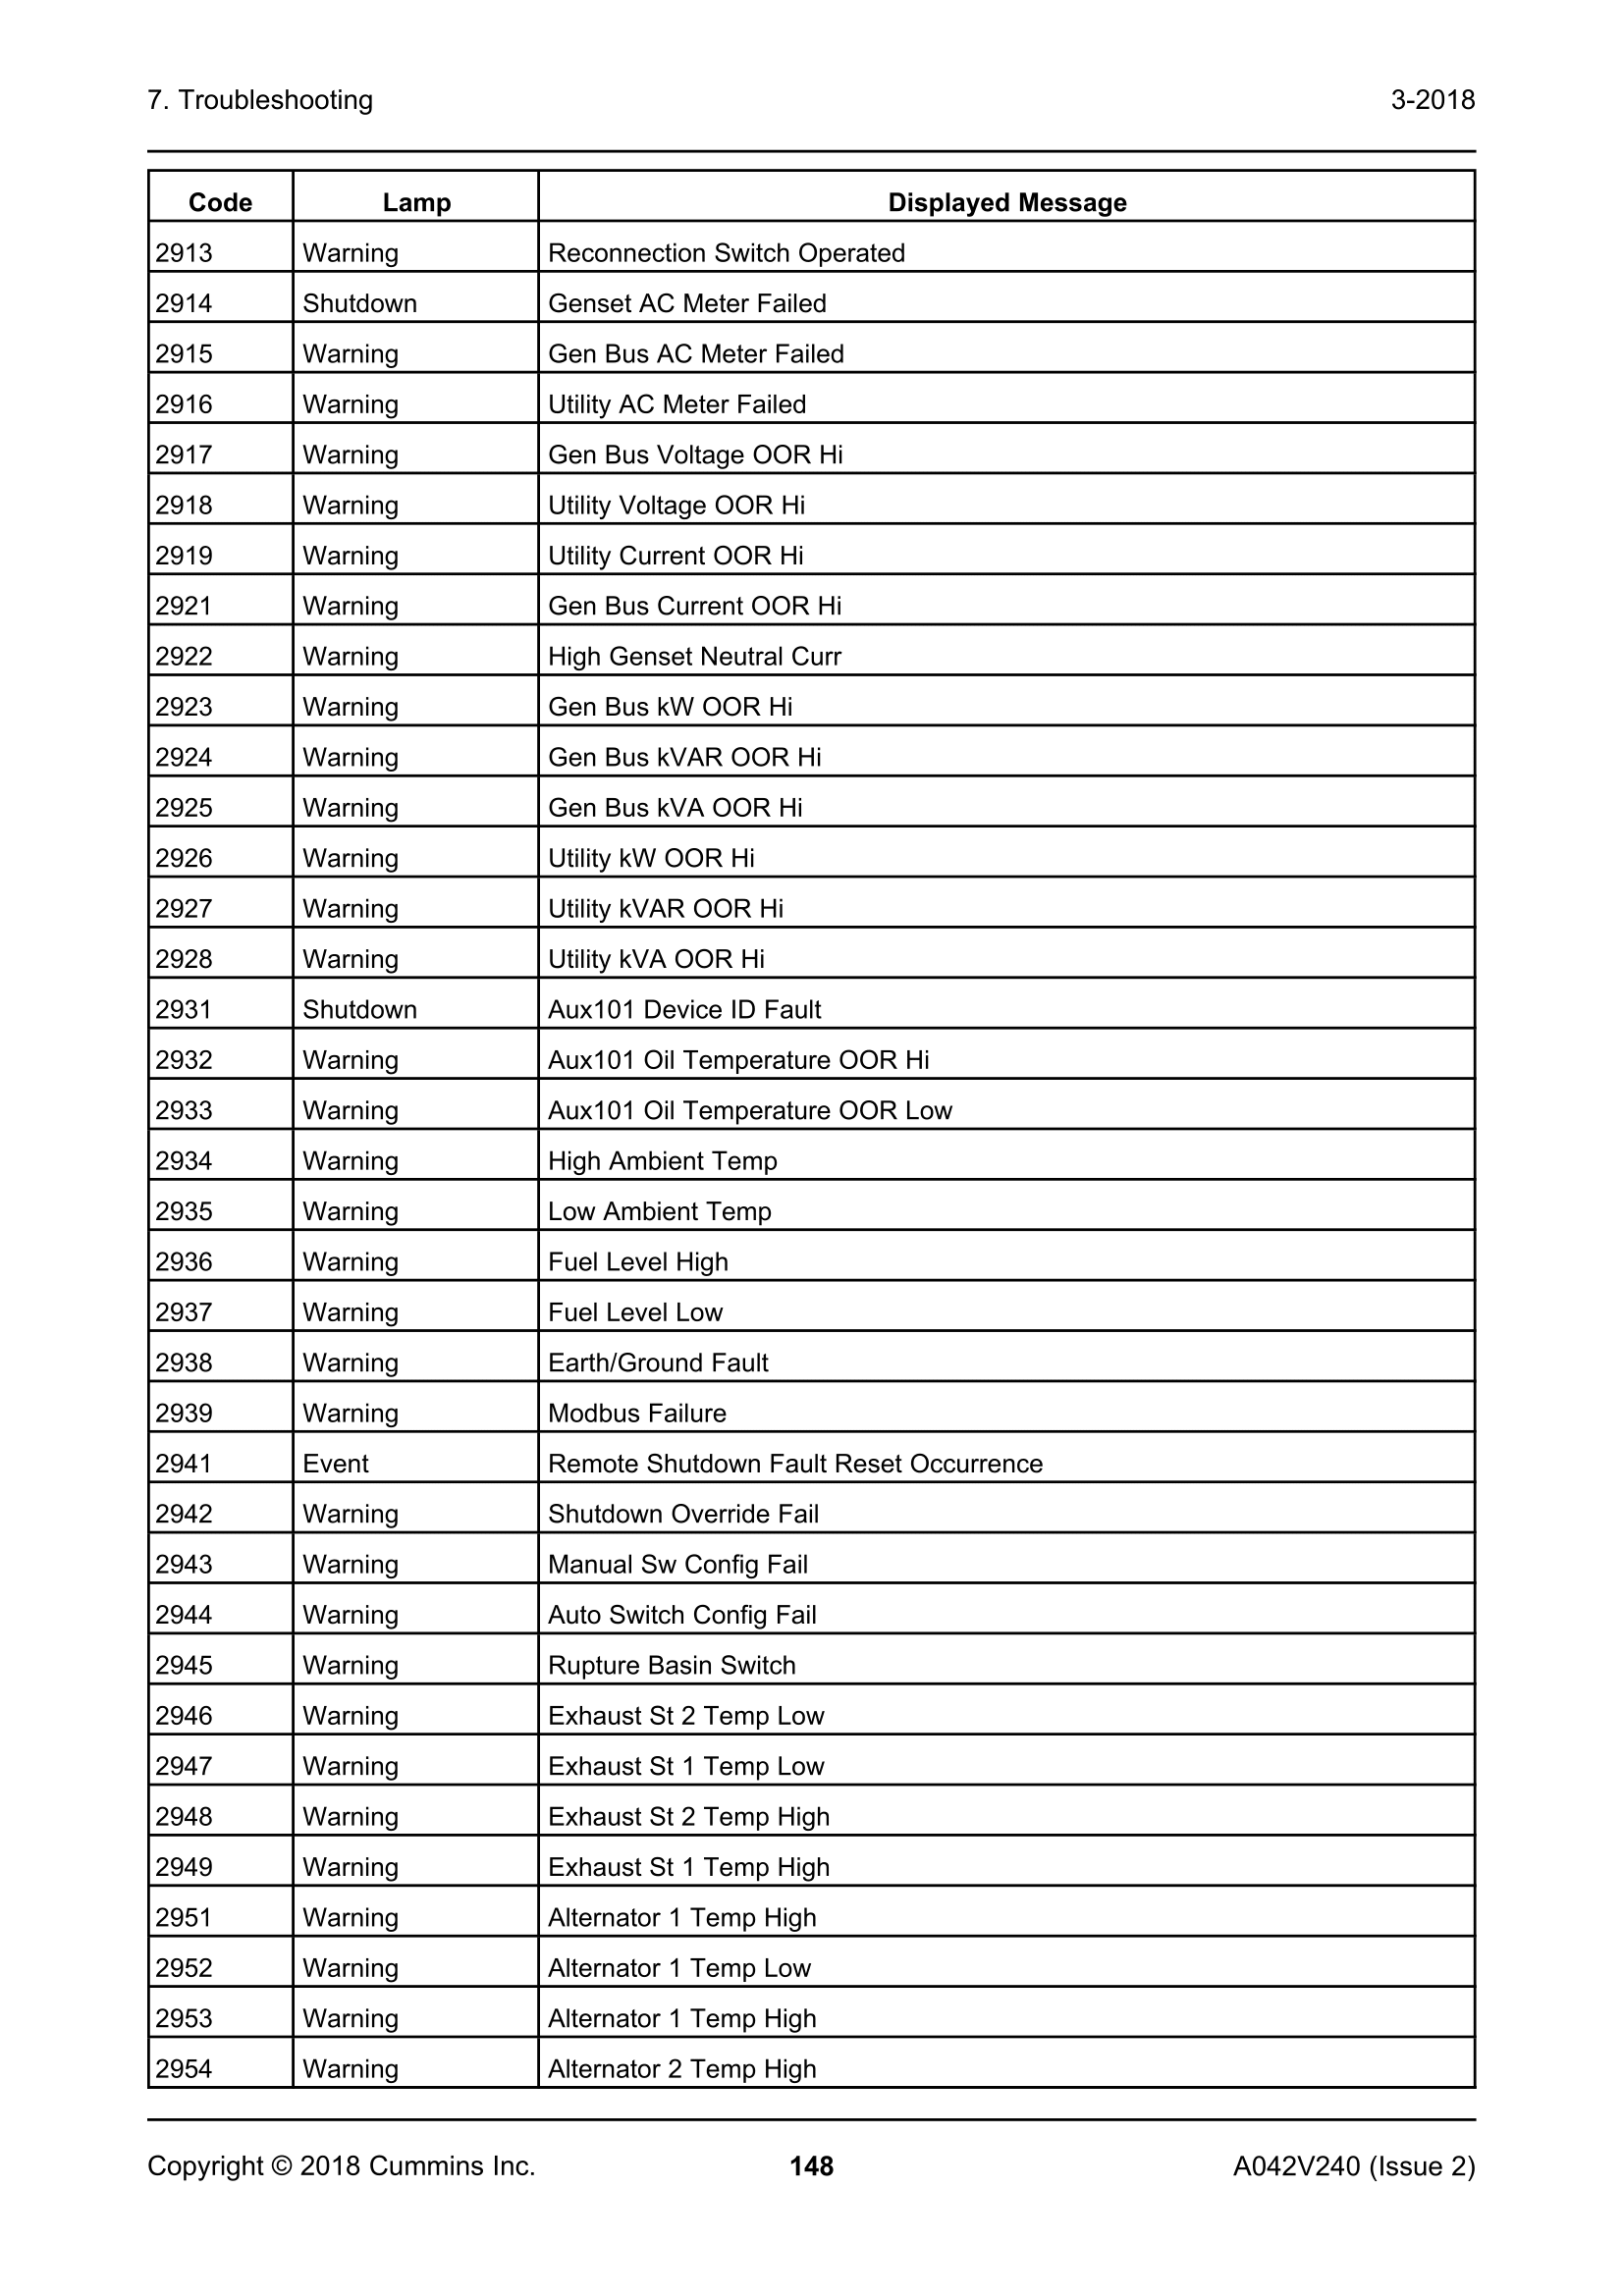 7. Troubleshooting 3-2018
Code Lamp Displayed Message
2913 Warning Reconnection Switch Operated
2914 Shutdown Genset AC Meter Failed
2915 Warning Gen Bus AC Meter Failed
2916 Warning Utility AC Meter Failed
2917 Warning Gen Bus Voltage OOR Hi
2918 Warning Utility Voltage OOR Hi
2919 Warning Utility Current OOR Hi
2921 Warning Gen Bus Current OOR Hi
2922 Warning High Genset Neutral Curr
2923 Warning Gen Bus kW OOR Hi
2924 Warning Gen Bus kVAR OOR Hi
2925 Warning Gen Bus kVA OOR Hi
2926 Warning Utility kW OOR Hi
2927 Warning Utility kVAR OOR Hi
2928 Warning Utility kVA OOR Hi
2931 Shutdown Aux101 Device ID Fault
2932 Warning Aux101 Oil Temperature OOR Hi
2933 Warning Aux101 Oil Temperature OOR Low
2934 Warning High Ambient Temp
2935 Warning Low Ambient Temp
2936 Warning Fuel Level High
2937 Warning Fuel Level Low
2938 Warning Earth/Ground Fault
2939 Warning Modbus Failure
2941 Event Remote Shutdown Fault Reset Occurrence
2942 Warning Shutdown Override Fail
2943 Warning Manual Sw Config Fail
2944 Warning Auto Switch Config Fail
2945 Warning Rupture Basin Switch
2946 Warning Exhaust St 2 Temp Low
2947 Warning Exhaust St 1 Temp Low
2948 Warning Exhaust St 2 Temp High
2949 Warning Exhaust St 1 Temp High
2951 Warning Alternator 1 Temp High
2952 Warning Alternator 1 Temp Low
2953 Warning Alternator 1 Temp High
2954 Warning Alternator 2 Temp High
Copyright © 2018 Cummins Inc. 148 A042V240 (Issue 2)